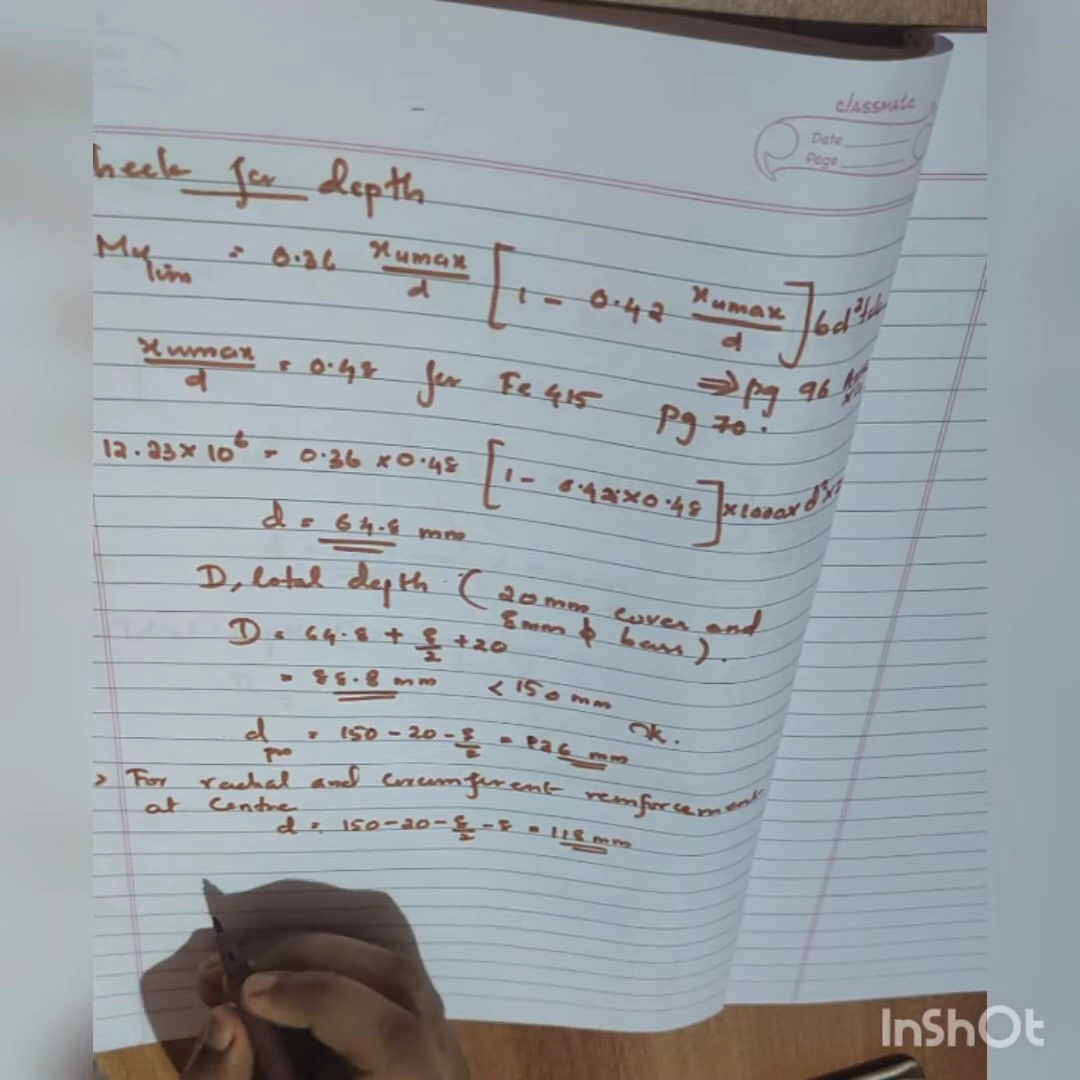 classmate
Date
Page
heck for depth
Mu lim = 0.36 xumax/d [1 - 0.42 xumax/d] bd²fck
xumax/d = 0.48 for Fe 415 ⇒ pg 96
pg 70.
12.23 × 10⁶ = 0.36 × 0.48 [1 - 0.42 × 0.48] × 1000 × d² ×
d = 64.8 mm
D, total depth (20mm cover and
8mm ϕ bars).
D = 64.8 + 8/2 + 20
= 88.8 mm < 150 mm
Ok.
d = 150 - 20 - 8/2 = 126 mm
> For radial and circumferent reinforcement
at centre
d = 150 - 20 - 8/2 - 8 = 118 mm
InShOt